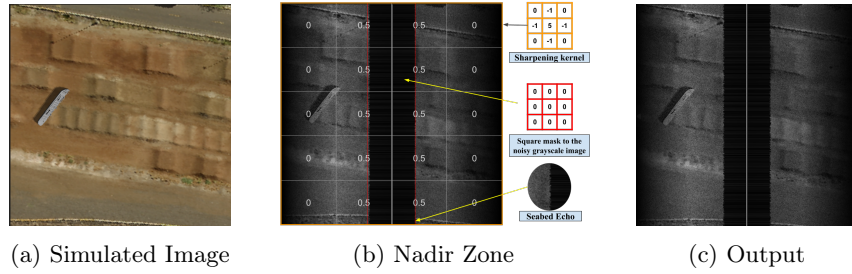 0 0.5 0 0.5
0 0.5 0 0.5
0 0.5 0 0.5
0 0.5 0 0.5
0 0.5 0 0.5
0 -1 0
-1 5 -1
0 -1 0
Sharpening kernel
0 0 0
0 0 0
0 0 0
Square mask to the
noisy grayscale image
Seabed Echo
(a) Simulated Image
(b) Nadir Zone
(c) Output